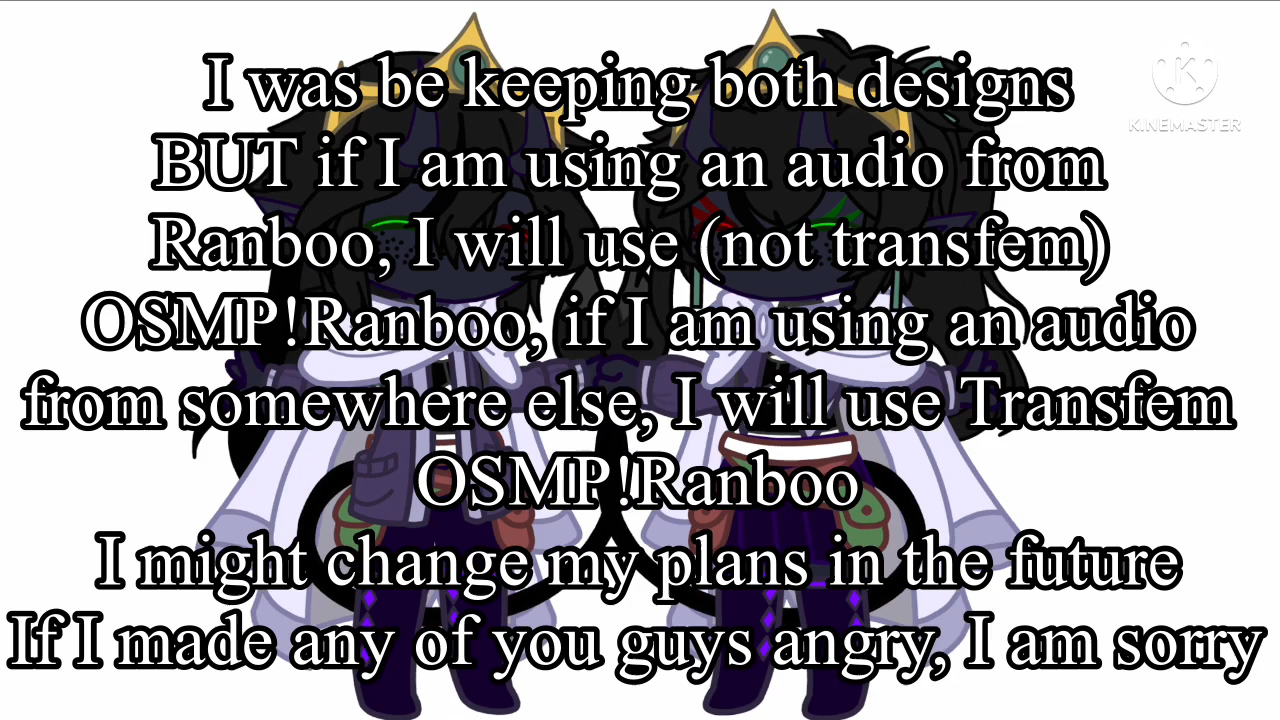 I was be keeping both designs
BUT if I am using an audio from
Ranboo, I will use (not transfem)
OSMP!Ranboo, if I am using an audio
from somewhere else, I will use Transfem
OSMP!Ranboo
I might change my plans in the future
If I made any of you guys angry, I am sorry
K
KINEMASTER